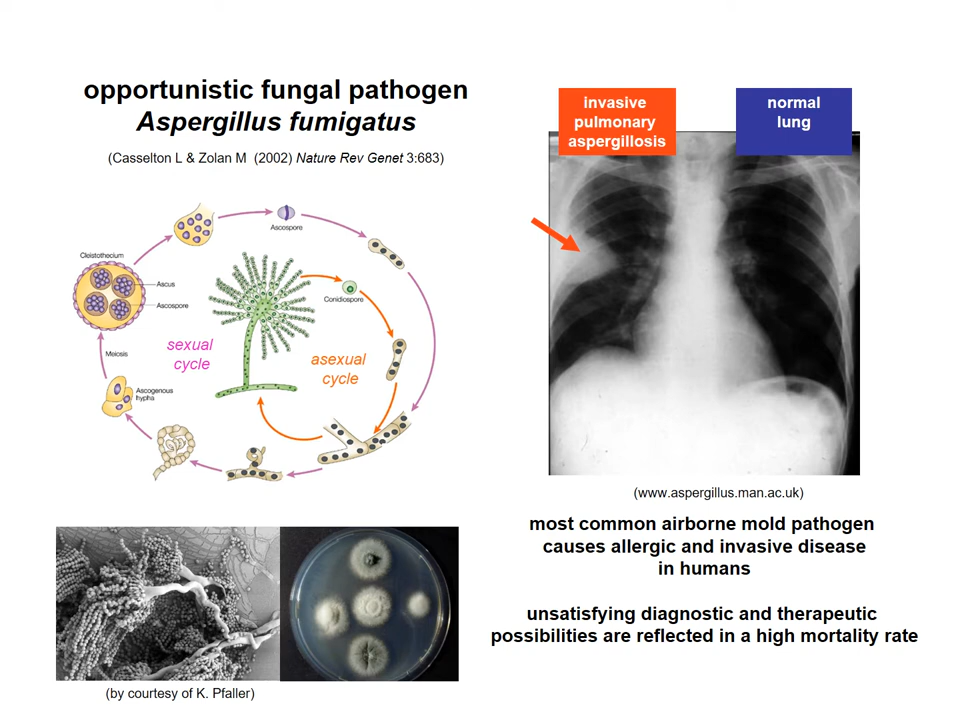 opportunistic fungal pathogen
Aspergillus fumigatus
(Casselton L & Zolan M (2002) Nature Rev Genet 3:683)
Ascospore
Cleistothecium
Ascus
Ascospore
Conidiospore
sexual
cycle
asexual
cycle
Meiosis
Ascogenous
hypha
(by courtesy of K. Pfaller)
invasive
pulmonary
aspergillosis
normal
lung
(www.aspergillus.man.ac.uk)
most common airborne mold pathogen
causes allergic and invasive disease
in humans
unsatisfying diagnostic and therapeutic
possibilities are reflected in a high mortality rate